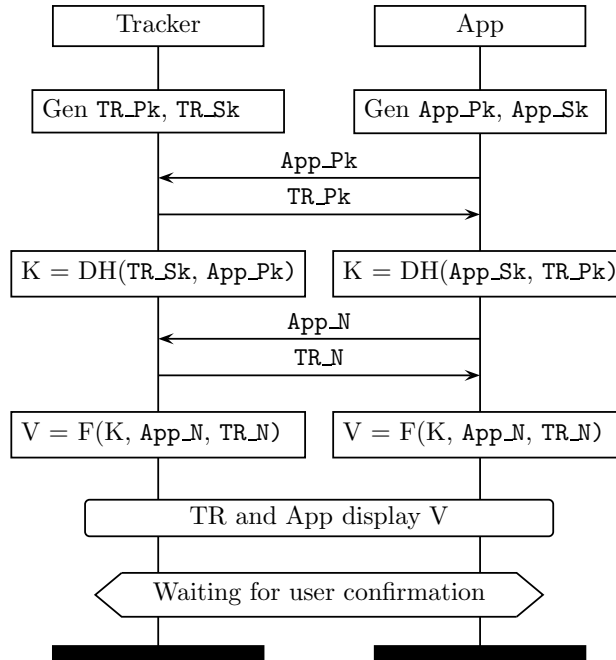 Tracker
App
Gen TR_Pk, TR_Sk
Gen App_Pk, App_Sk
App_Pk
TR_Pk
K = DH(TR_Sk, App_Pk)
K = DH(App_Sk, TR_Pk)
App_N
TR_N
V = F(K, App_N, TR_N)
V = F(K, App_N, TR_N)
TR and App display V
Waiting for user confirmation